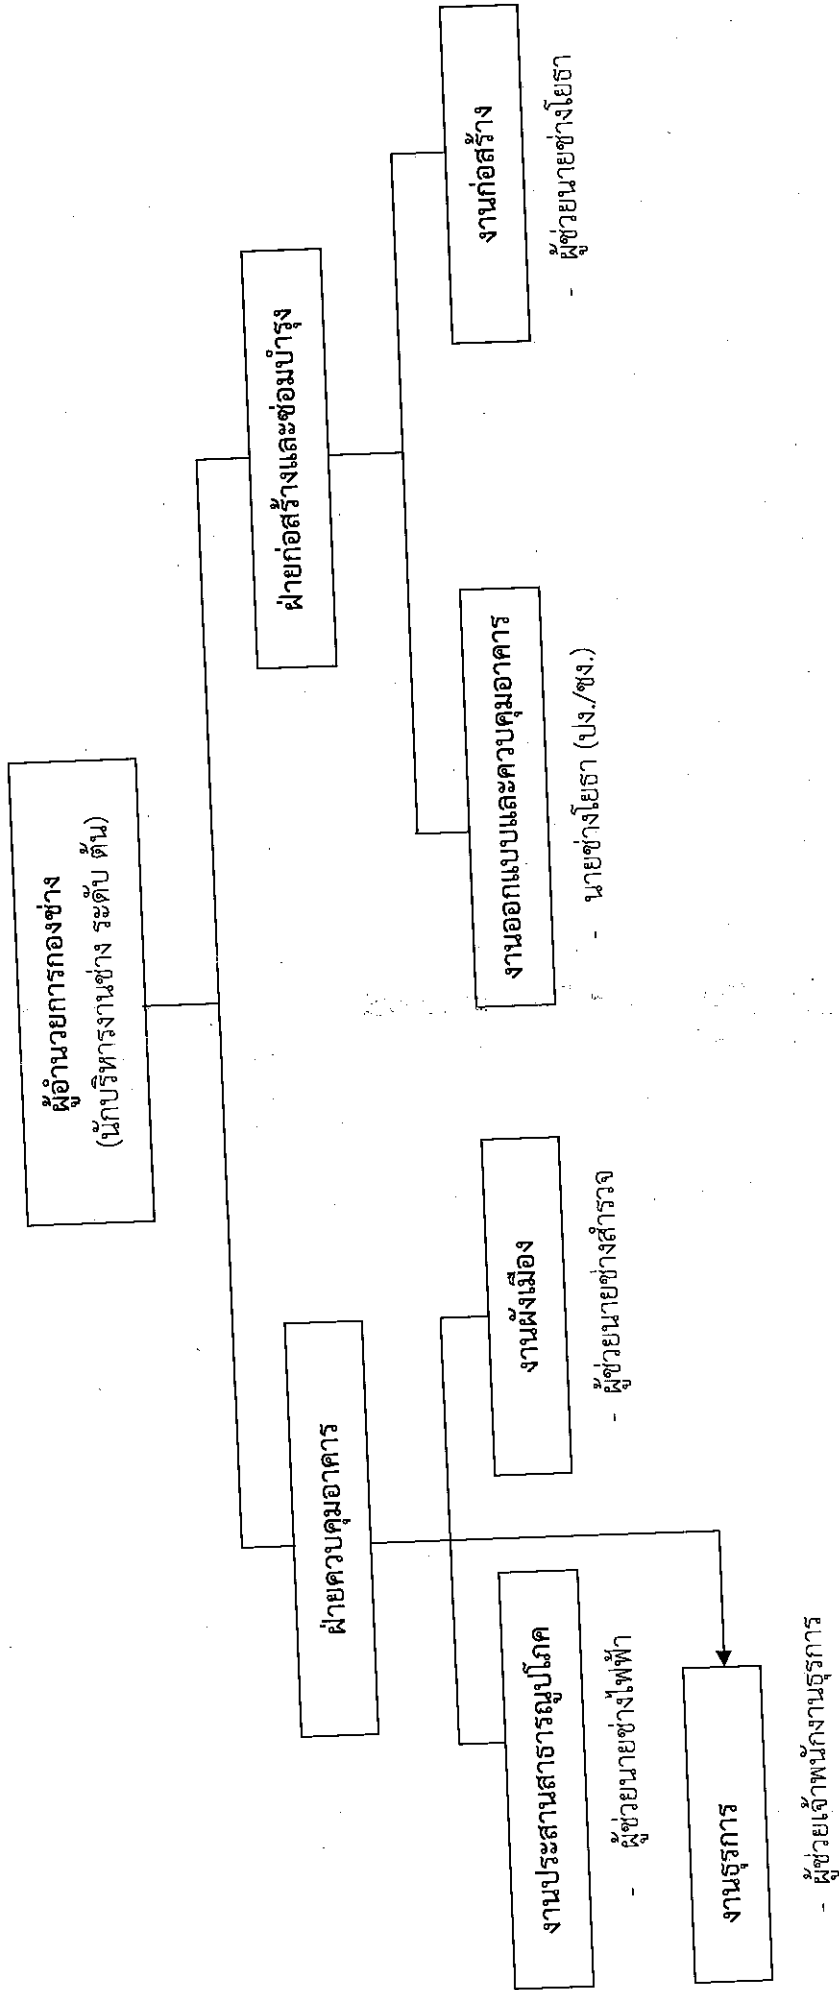 ผู้อำนวยการกองช่าง
(นักบริหารงานช่าง ระดับ ต้น)
ฝ่ายควบคุมอาคาร
ฝ่ายก่อสร้างและซ่อมบำรุง
งานประสานสาธารณูปโภค
- ผู้ช่วยนายช่างไฟฟ้า
งานผังเมือง
- ผู้ช่วยนายช่างสำรวจ
งานออกแบบและควบคุมอาคาร
- นายช่างโยธา (ปง./ชง.)
งานก่อสร้าง
- ผู้ช่วยนายช่างโยธา
งานธุรการ
- ผู้ช่วยเจ้าพนักงานธุรการ